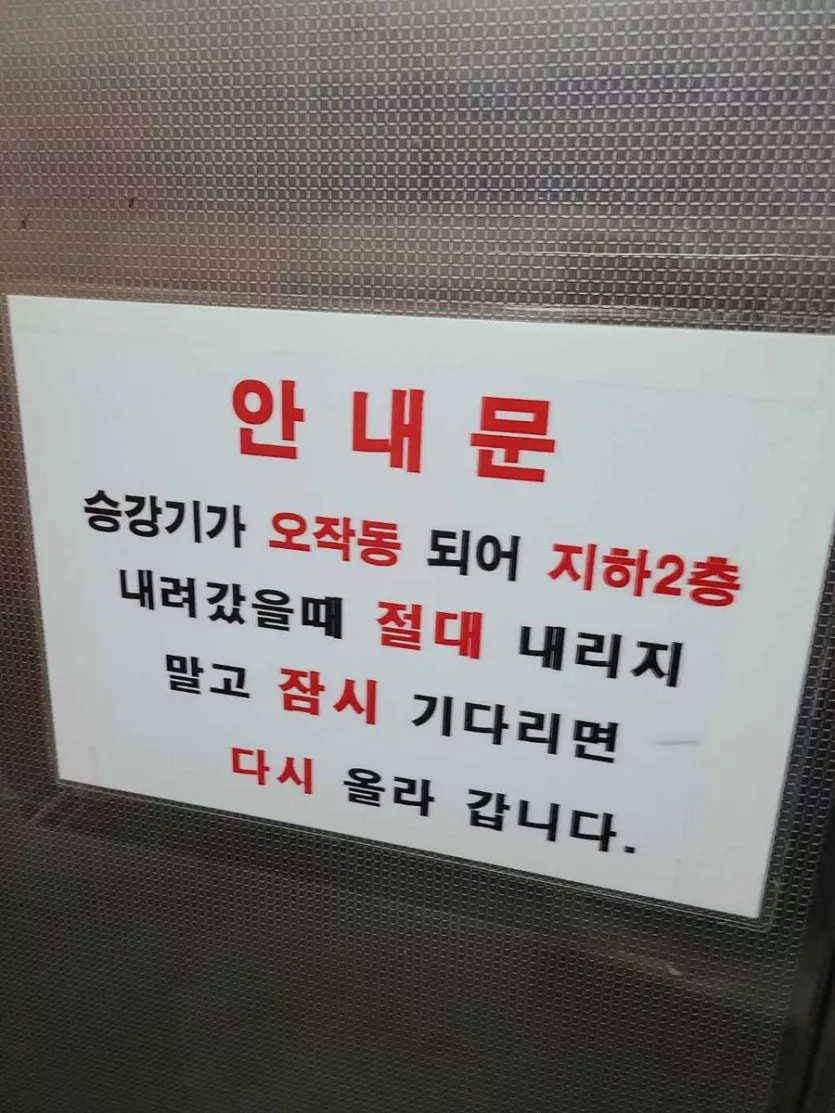 안내문
승강기가 오작동 되어 지하2층
내려갔을때 절대 내리지
말고 잠시 기다리면
다시 올라 갑니다.